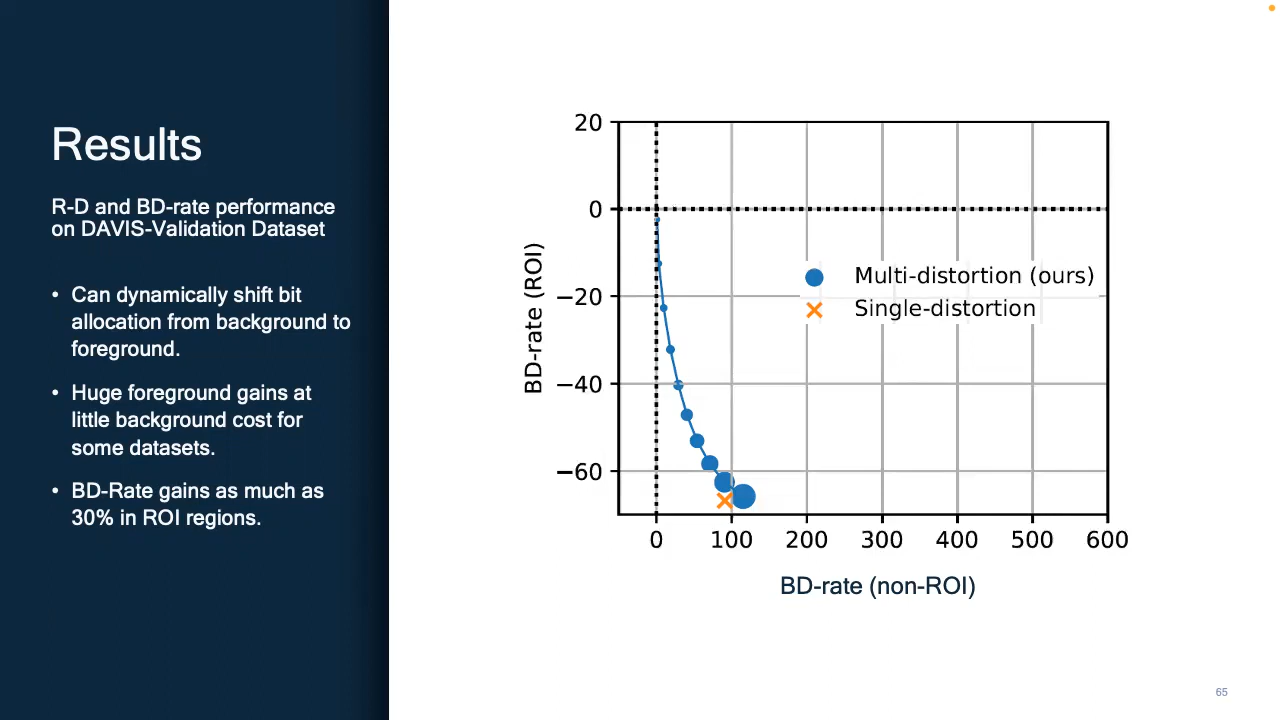 Results
R-D and BD-rate performance
on DAVIS-Validation Dataset
• Can dynamically shift bit
allocation from background to
foreground.
• Huge foreground gains at
little background cost for
some datasets.
• BD-Rate gains as much as
30% in ROI regions.
20
0
−20
−40
−60
BD-rate (ROI)
Multi-distortion (ours)
Single-distortion
0 100 200 300 400 500 600
BD-rate (non-ROI)
65